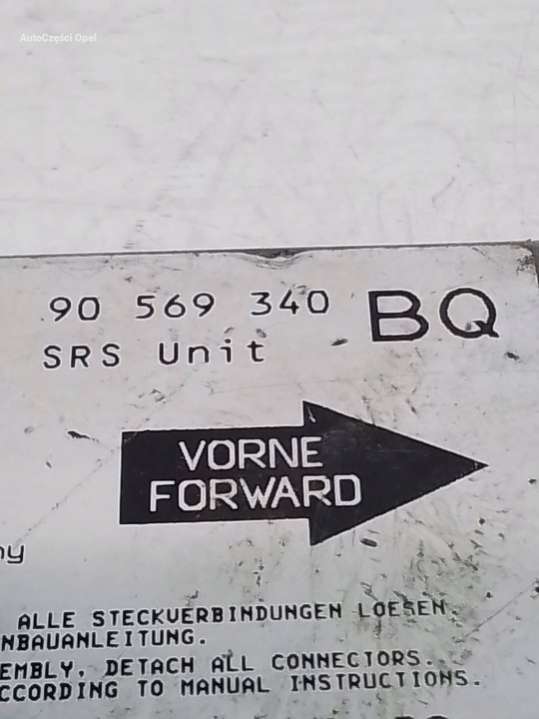 AutoCzęści Opel
90 569 340 BQ
SRS Unit
VORNE
FORWARD
ALLE STECKVERBINDUNGEN LOESEN.
NBAUANLEITUNG.
EMBLY, DETACH ALL CONNECTORS.
CCORDING TO MANUAL INSTRUCTIONS.